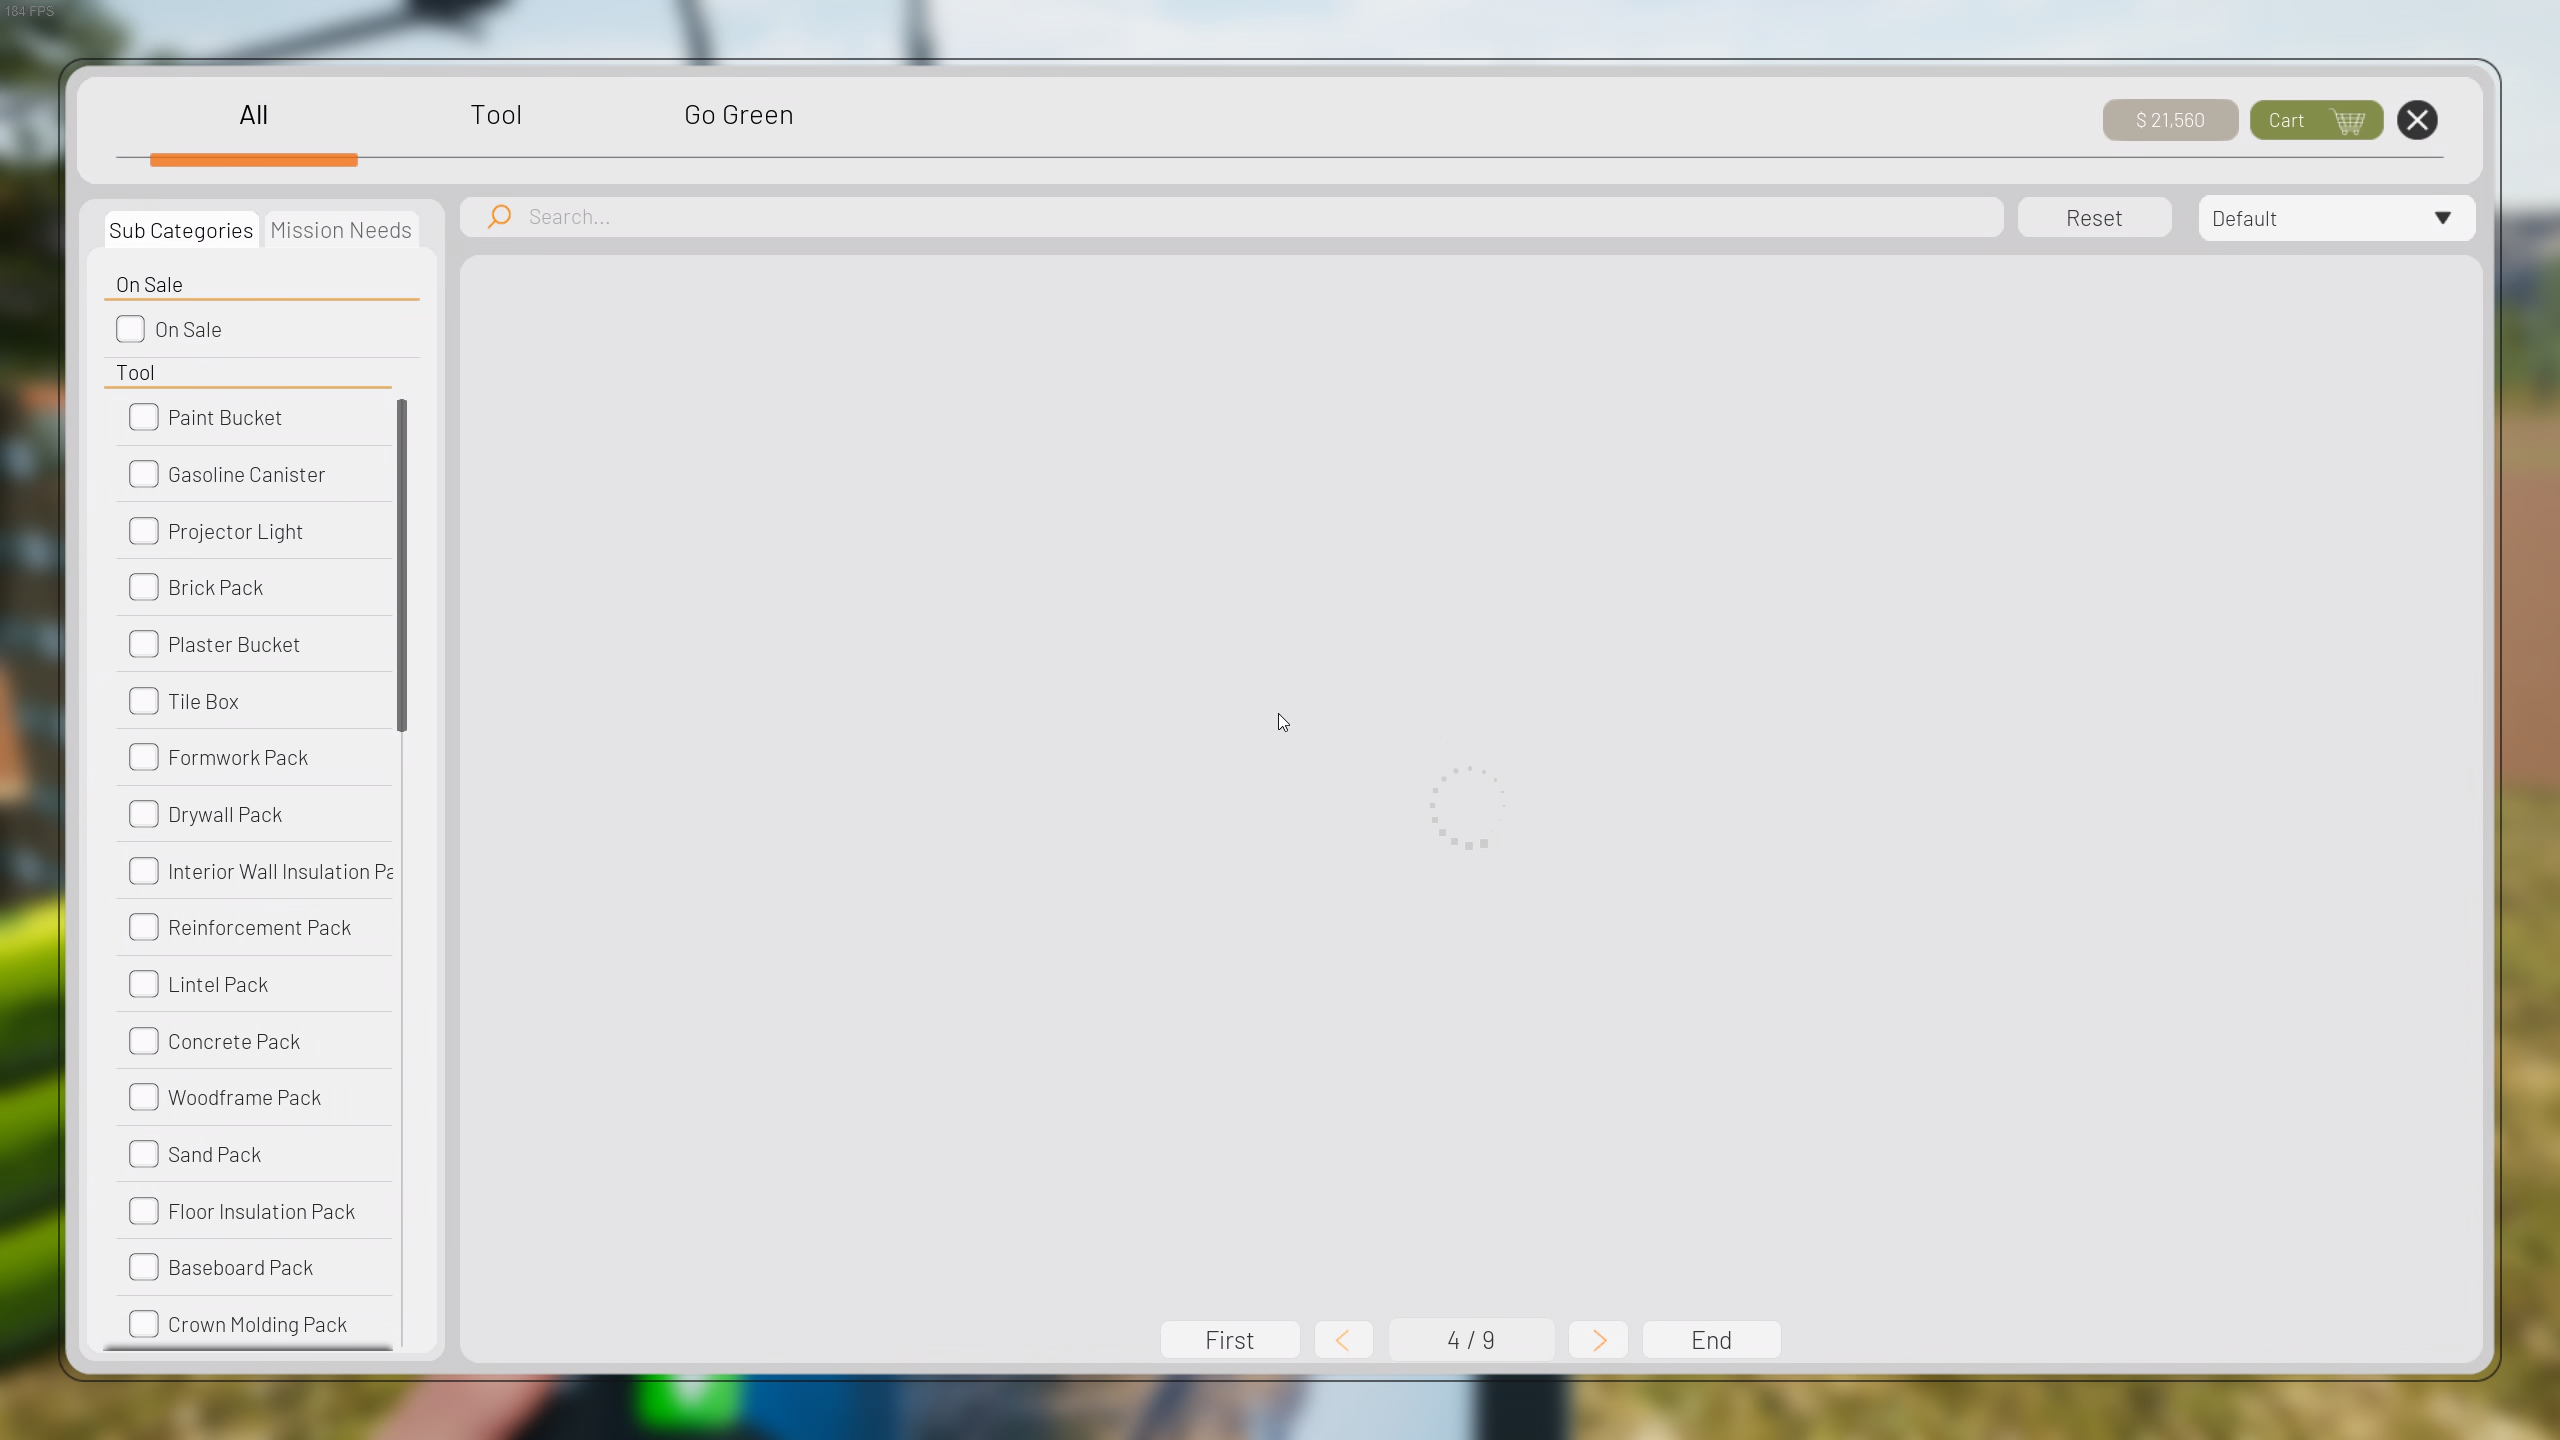 184 FPS
All
Tool
Go Green
$ 21,560
Cart
Sub Categories
Mission Needs
Search...
Reset
Default
On Sale
On Sale
Tool
Paint Bucket
Gasoline Canister
Projector Light
Brick Pack
Plaster Bucket
Tile Box
Formwork Pack
Drywall Pack
Interior Wall Insulation Pa
Reinforcement Pack
Lintel Pack
Concrete Pack
Woodframe Pack
Sand Pack
Floor Insulation Pack
Baseboard Pack
Crown Molding Pack
First
4 / 9
End